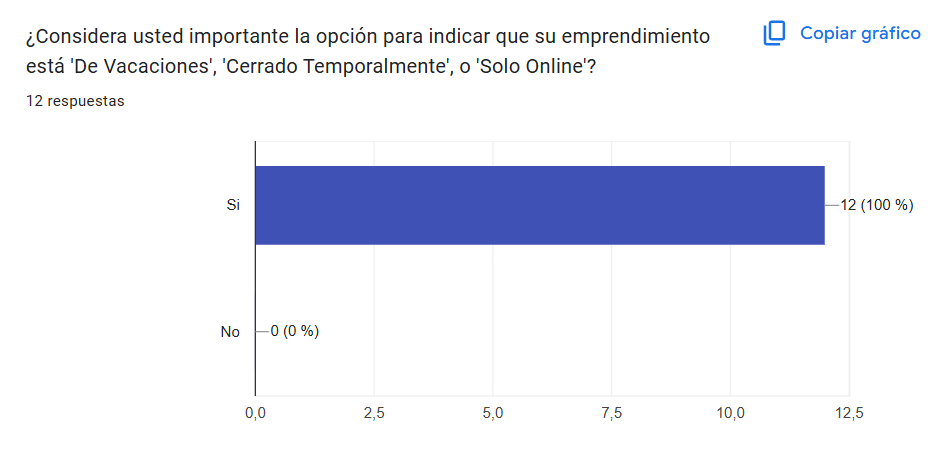 ¿Considera usted importante la opción para indicar que su emprendimiento
está 'De Vacaciones', 'Cerrado Temporalmente', o 'Solo Online'?
Copiar gráfico
12 respuestas
Si
12 (100 %)
No
0 (0 %)
0,0
2,5
5,0
7,5
10,0
12,5